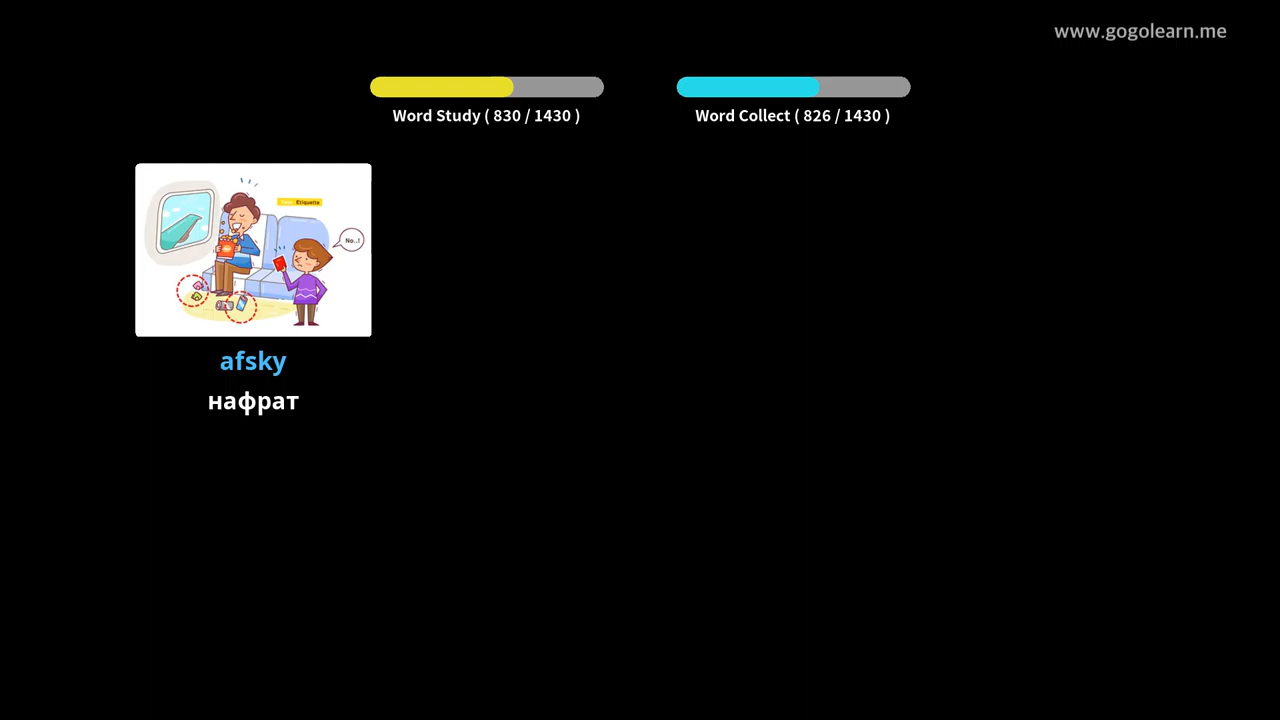 www.gogolearn.me
Word Study ( 830 / 1430 )
Word Collect ( 826 / 1430 )
Etiquette
No..!
afsky
нафрат